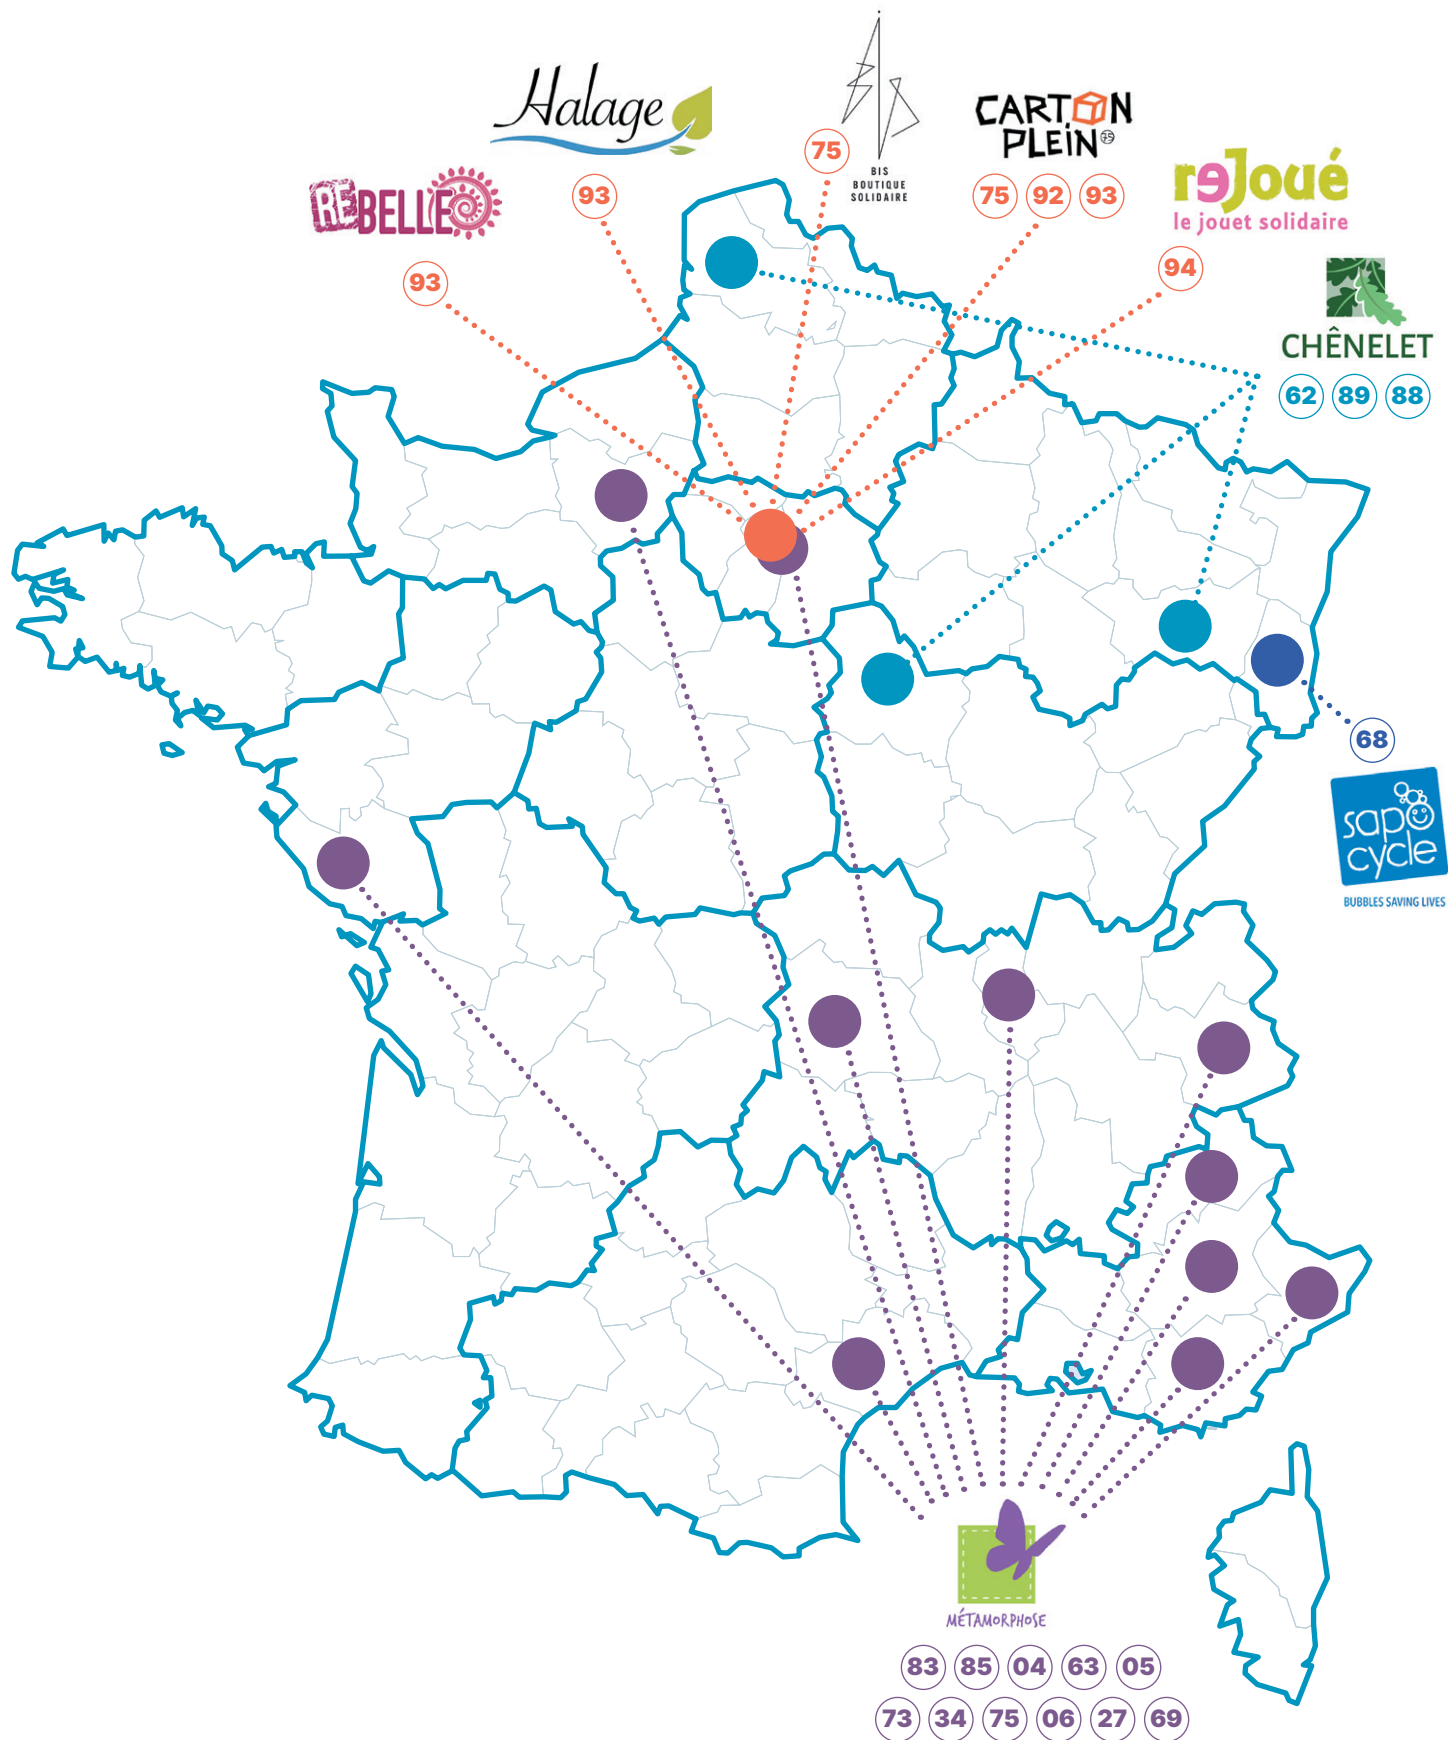 Halage
93
BIS
75
BIS
BOUTIQUE
SOLIDAIRE
CARTON
PLEIN 75
75 92 93
reJoué
le jouet solidaire
94
REBELLE
93
CHÊNELET
62 89 88
68
sapo
cycle
BUBBLES SAVING LIVES
MÉTAMORPHOSE
83 85 04 63 05
73 34 75 06 27 69